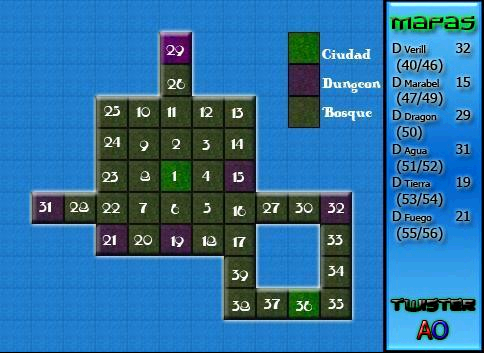 29
26
25 10 11 12 13
24 9 2 3 14
23 8 1 4 15
31 28 22 7 6 5 16 27 30 32
21 20 19 18 17 33
39 34
38 37 36 35
Ciudad
Dungeon
Bosque
MAPAS
D Verill 32
(40/46)
D Marabel 15
(47/49)
D Dragon 29
(50)
D Agua 31
(51/52)
D Tierra 19
(53/54)
D Fuego 21
(55/56)
TWISTER
AO